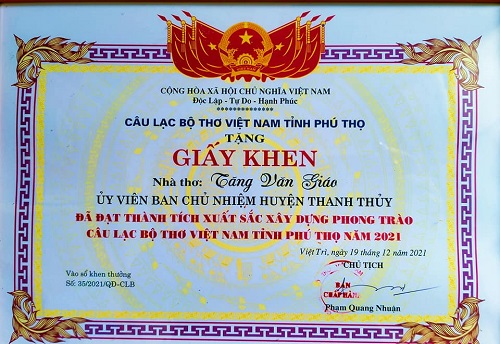 CỘNG HÒA XÃ HỘI CHỦ NGHĨA VIỆT NAM
Độc Lập - Tự Do - Hạnh Phúc
**************
CÂU LẠC BỘ THƠ VIỆT NAM TỈNH PHÚ THỌ
TẶNG
GIẤY KHEN
Nhà thơ: Tăng Văn Giáo
ỦY VIÊN BAN CHỦ NHIỆM HUYỆN THANH THỦY
ĐÃ ĐẠT THÀNH TÍCH XUẤT SẮC XÂY DỰNG PHONG TRÀO
CÂU LẠC BỘ THƠ VIỆT NAM TỈNH PHÚ THỌ NĂM 2021
Việt Trì, ngày 19 tháng 12 năm 2021
CHỦ TỊCH
Vào sổ khen thưởng
Số: 35/2021/QĐ-CLB
BAN
CHẤP HÀNH
Phạm Quang Nhuận